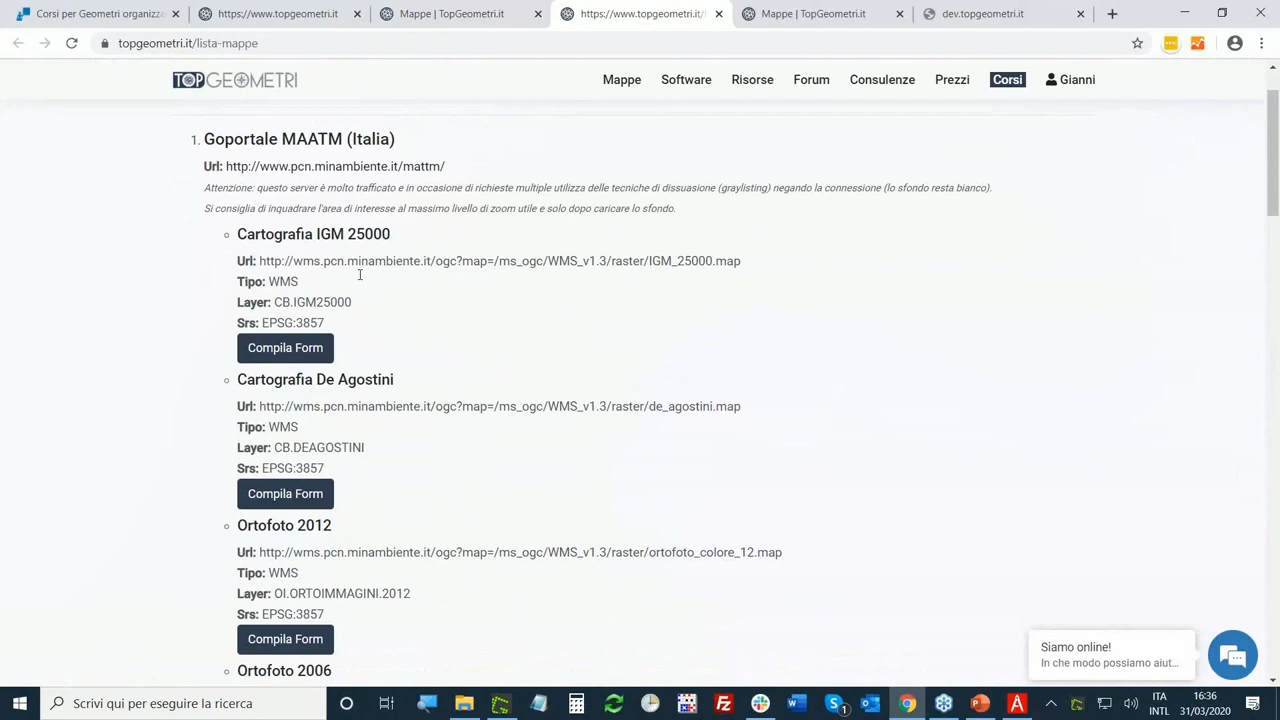 Corsi per Geometri organizza
https://www.topgeometri.it/
Mappe | TopGeometri.it
https://www.topgeometri.it/l
Mappe | TopGeometri.it
dev.topgeometri.it
topgeometri.it/lista-mappe
TOPGEOMETRI
Mappe
Software
Risorse
Forum
Consulenze
Prezzi
Corsi
Gianni
1. Goportale MAATM (Italia)
Url: http://www.pcn.minambiente.it/mattm/
Attenzione: questo server è molto trafficato e in occasione di richieste multiple utilizza delle tecniche di dissuasione (graylisting) negando la connessione (lo sfondo resta bianco).
Si consiglia di inquadrare l'area di interesse al massimo livello di zoom utile e solo dopo caricare lo sfondo.
Cartografia IGM 25000
Url: http://wms.pcn.minambiente.it/ogc?map=/ms_ogc/WMS_v1.3/raster/IGM_25000.map
Tipo: WMS
Layer: CB.IGM25000
Srs: EPSG:3857
Compila Form
Cartografia De Agostini
Url: http://wms.pcn.minambiente.it/ogc?map=/ms_ogc/WMS_v1.3/raster/de_agostini.map
Tipo: WMS
Layer: CB.DEAGOSTINI
Srs: EPSG:3857
Compila Form
Ortofoto 2012
Url: http://wms.pcn.minambiente.it/ogc?map=/ms_ogc/WMS_v1.3/raster/ortofoto_colore_12.map
Tipo: WMS
Layer: OI.ORTOIMMAGINI.2012
Srs: EPSG:3857
Compila Form
Ortofoto 2006
Siamo online!
In che modo possiamo aiut...
Scrivi qui per eseguire la ricerca
ITA
INTL
16:36
31/03/2020